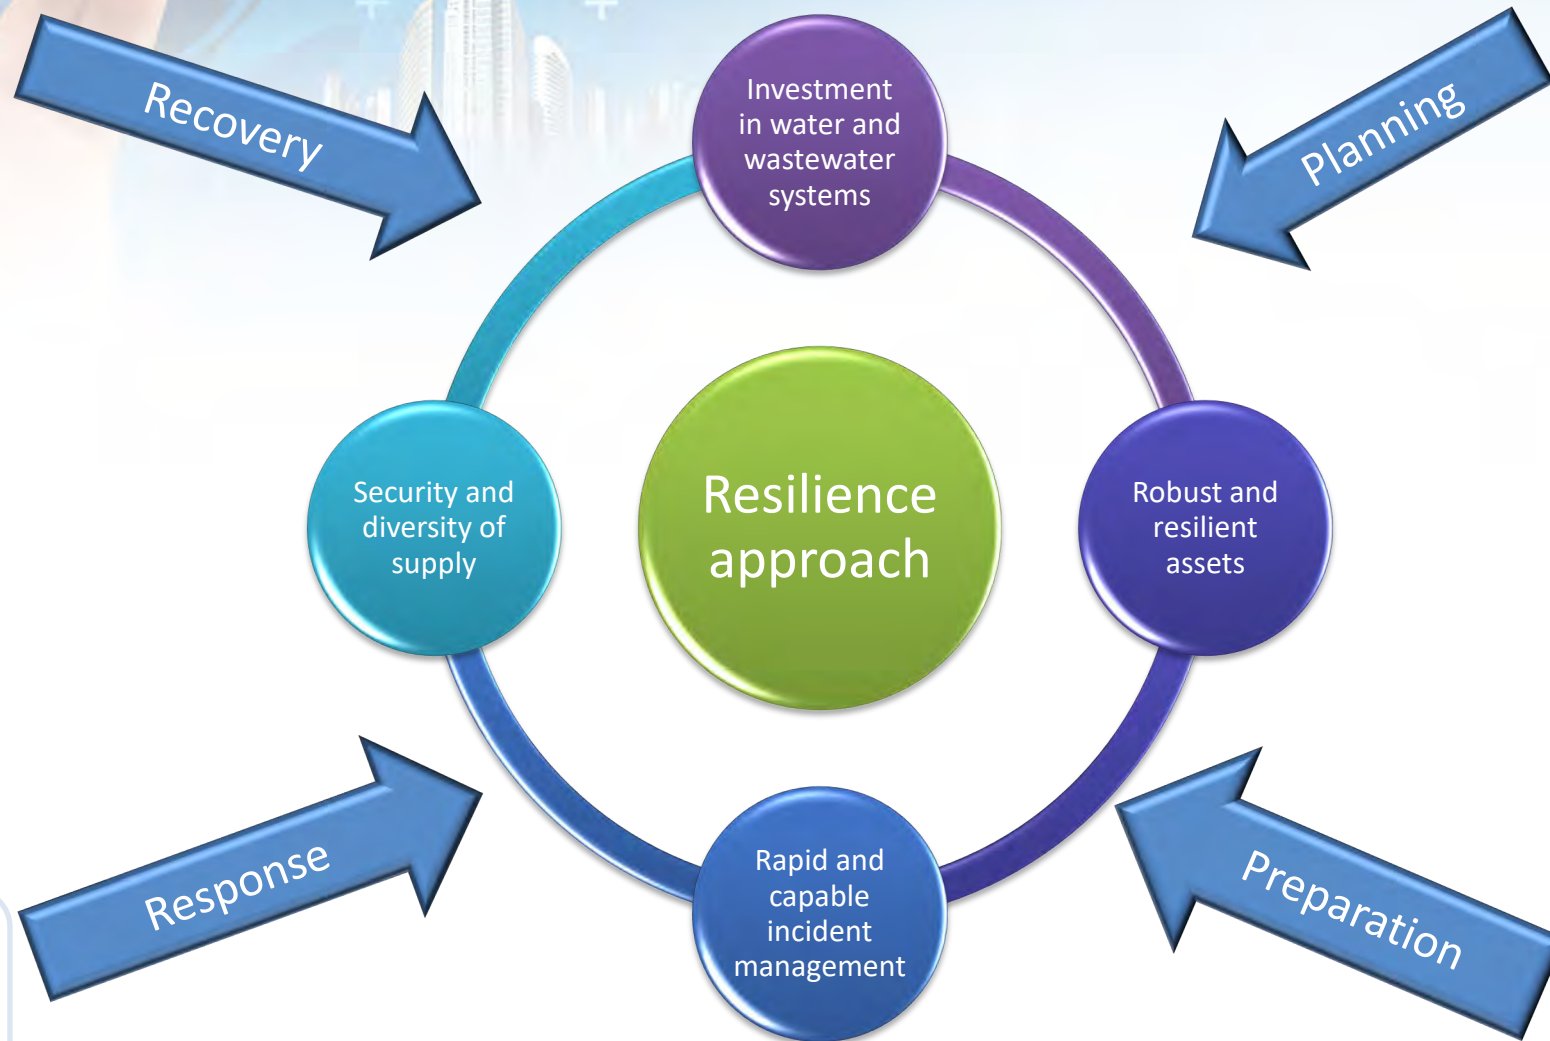 Recovery
Planning
Investment
in water and
wastewater
systems
Security and
diversity of
supply
Resilience
approach
Robust and
resilient
assets
Response
Rapid and
capable
incident
management
Preparation